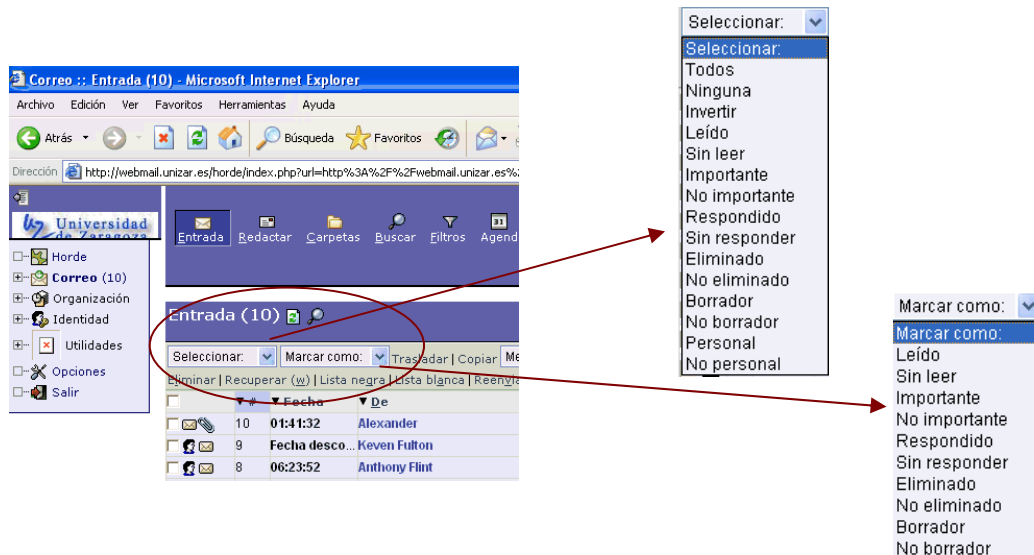 Correo :: Entrada (10) - Microsoft Internet Explorer
Archivo Edición Ver Favoritos Herramientas Ayuda
Atrás Búsqueda Favoritos
Dirección http://webmail.unizar.es/horde/index.php?url=http%3A%2F%2Fwebmail.unizar.es%
Universidad
de Zaragoza
Entrada Redactar Carpetas Buscar Filtros Agend
31
Horde
Correo (10)
Organización
Identidad
Utilidades
Opciones
Salir
Entrada (10)
Seleccionar: Marcar como: Trasladar | Copiar Me
Eliminar | Recuperar (w) | Lista negra | Lista blanca | Reenvia
# Fecha De
10 01:41:32 Alexander
9 Fecha desco... Keven Fulton
8 06:23:52 Anthony Flint
Seleccionar:
Seleccionar:
Todos
Ninguna
Invertir
Leído
Sin leer
Importante
No importante
Respondido
Sin responder
Eliminado
No eliminado
Borrador
No borrador
Personal
No personal
Marcar como:
Marcar como:
Leído
Sin leer
Importante
No importante
Respondido
Sin responder
Eliminado
No eliminado
Borrador
No borrador